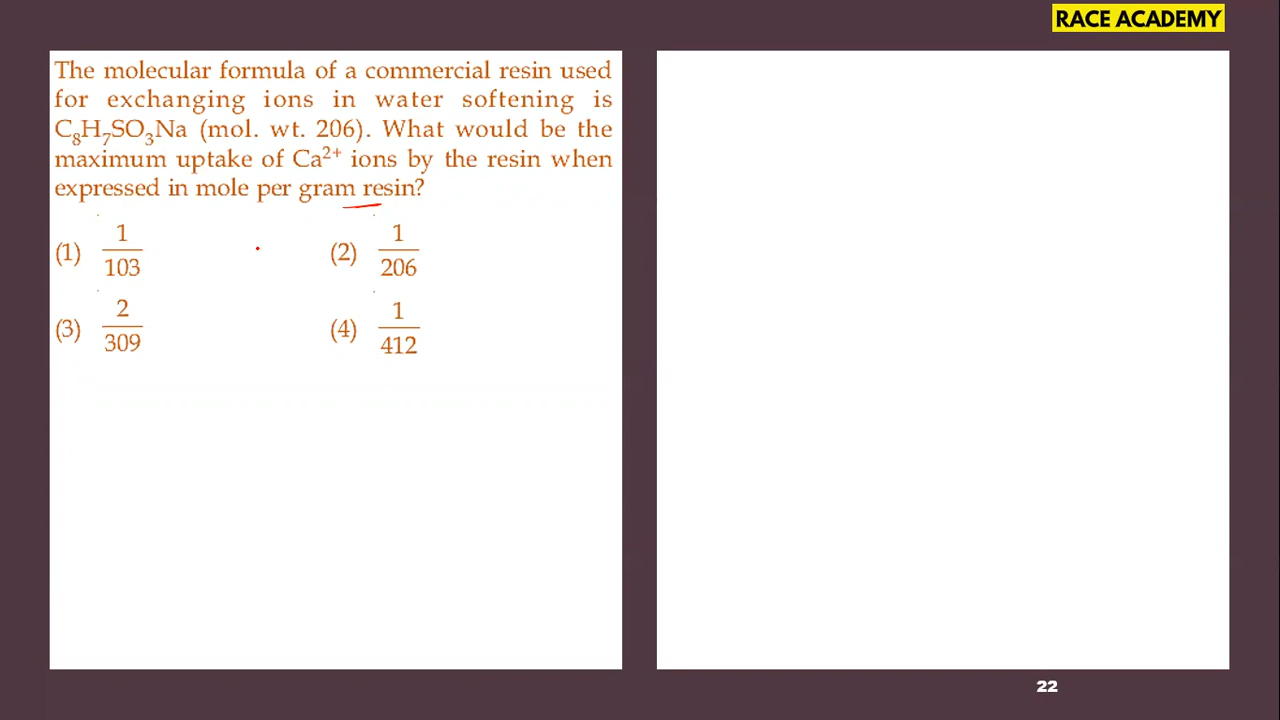 RACE ACADEMY
The molecular formula of a commercial resin used
for exchanging ions in water softening is
C₈H₇SO₃Na (mol. wt. 206). What would be the
maximum uptake of Ca²⁺ ions by the resin when
expressed in mole per gram resin?
(1) 1/103 (2) 1/206
(3) 2/309 (4) 1/412
22